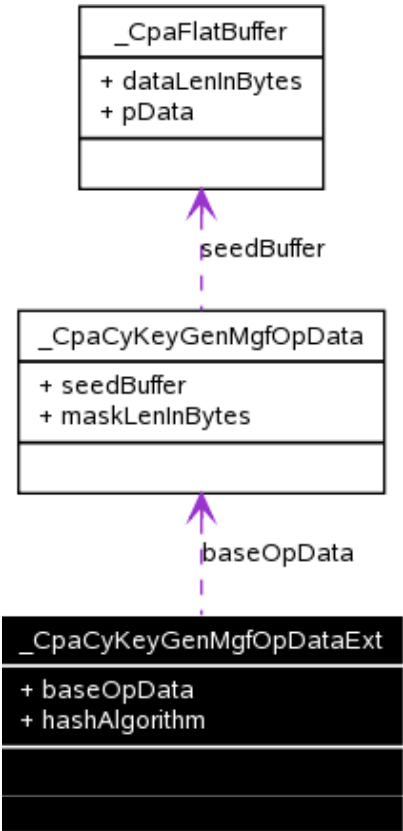 _CpaFlatBuffer
+ dataLenInBytes
+ pData
seedBuffer
_CpaCyKeyGenMgfOpData
+ seedBuffer
+ maskLenInBytes
baseOpData
_CpaCyKeyGenMgfOpDataExt
+ baseOpData
+ hashAlgorithm